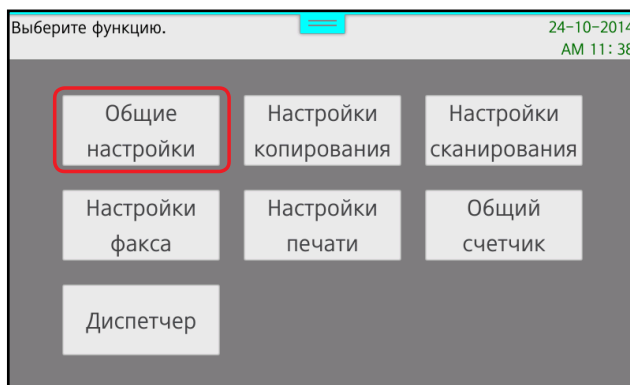 Выберите функцию.
24-10-2014
AM 11: 38
Общие
настройки
Настройки
копирования
Настройки
сканирования
Настройки
факса
Настройки
печати
Общий
счетчик
Диспетчер